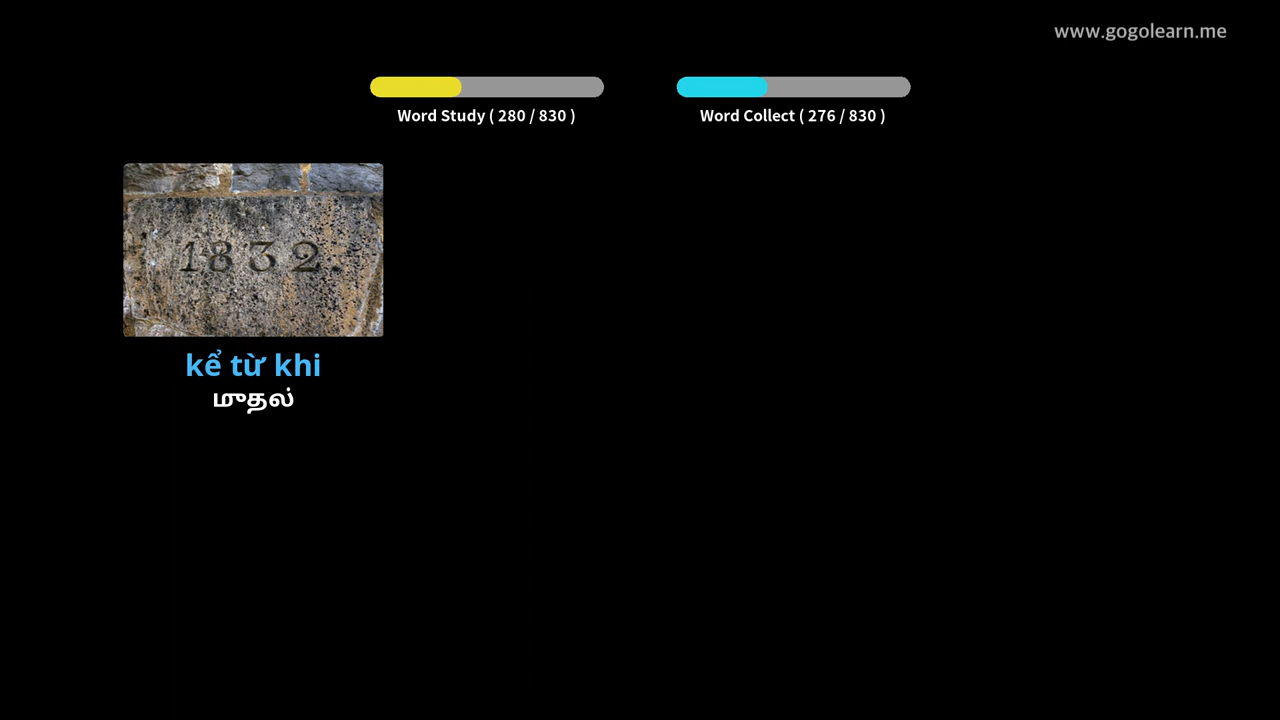 www.gogolearn.me
Word Study ( 280 / 830 )
Word Collect ( 276 / 830 )
1832.
kể từ khi
முதல்